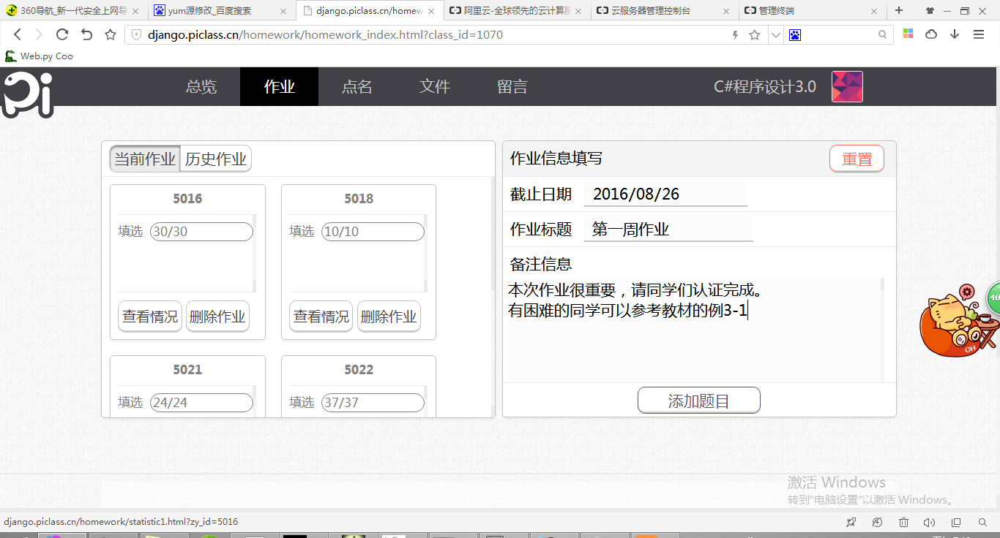 360导航_新一代安全上网导
yum源修改_百度搜索
django.piclass.cn/homew
阿里云-全球领先的云计算服
云服务器管理控制台
管理终端
django.piclass.cn/homework/homework_index.html?class_id=1070
Web.py Coo
Pi
总览 作业 点名 文件 留言 C#程序设计3.0
当前作业 历史作业
5016 5018
填选 30/30 填选 10/10
查看情况 删除作业 查看情况 删除作业
5021 5022
填选 24/24 填选 37/37
作业信息填写 重置
截止日期 2016/08/26
作业标题 第一周作业
备注信息
本次作业很重要，请同学们认证完成。
有困难的同学可以参考教材的例3-1
添加题目
40
激活 Windows
转到"电脑设置"以激活 Windows。
django.piclass.cn/homework/statistic1.html?zy_id=5016